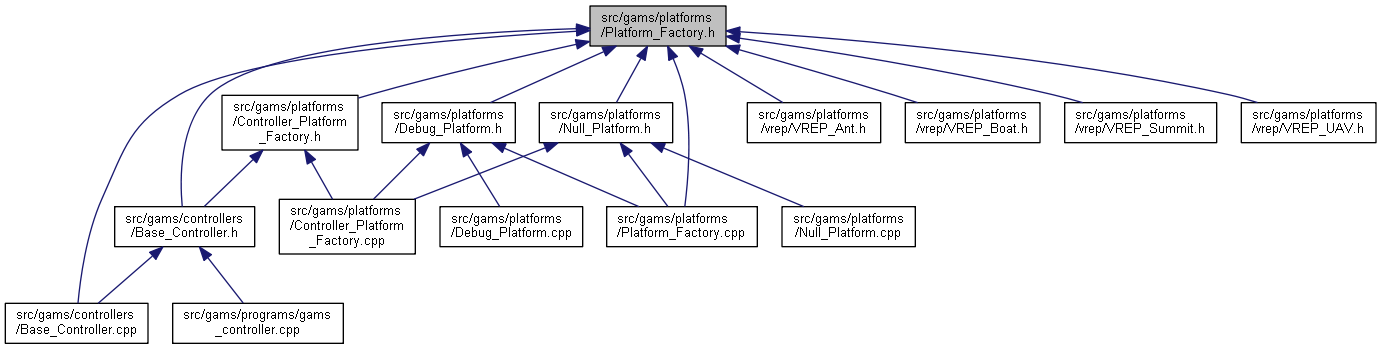 src/gams/platforms
/Platform_Factory.h
src/gams/platforms
/Controller_Platform
_Factory.h
src/gams/platforms
/Debug_Platform.h
src/gams/platforms
/Null_Platform.h
src/gams/platforms
/vrep/VREP_Ant.h
src/gams/platforms
/vrep/VREP_Boat.h
src/gams/platforms
/vrep/VREP_Summit.h
src/gams/platforms
/vrep/VREP_UAV.h
src/gams/controllers
/Base_Controller.h
src/gams/platforms
/Controller_Platform
_Factory.cpp
src/gams/platforms
/Debug_Platform.cpp
src/gams/platforms
/Platform_Factory.cpp
src/gams/platforms
/Null_Platform.cpp
src/gams/controllers
/Base_Controller.cpp
src/gams/programs/gams
_controller.cpp